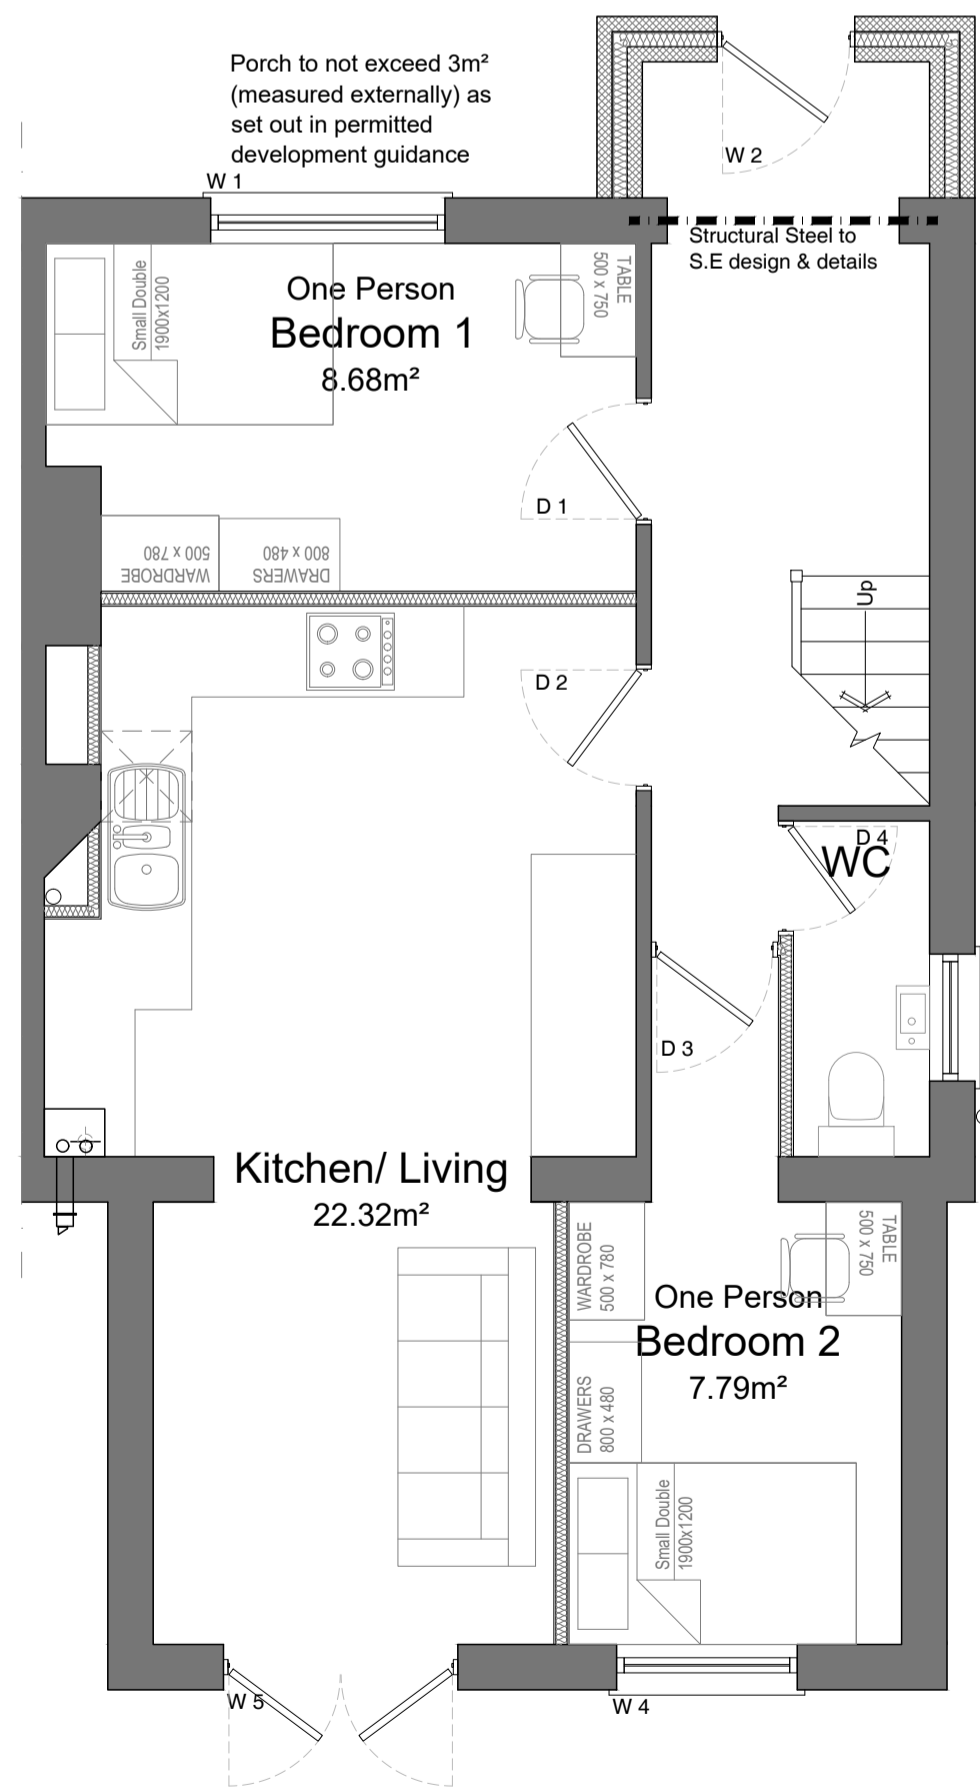 Porch to not exceed 3m²
(measured externally) as
set out in permitted
development guidance
W 1
W 2
Structural Steel to
S.E design & details
Small Double
1900x1200
One Person
Bedroom 1
8.68m²
TABLE
500 x 750
D 1
WARDROBE
500 x 780
DRAWERS
800 x 480
Up
D 2
D 4
WC
D 3
Kitchen/ Living
22.32m²
WARDROBE
500 x 780
TABLE
500 x 750
One Person
Bedroom 2
7.79m²
DRAWERS
800 x 480
Small Double
1900x1200
W 5
W 4